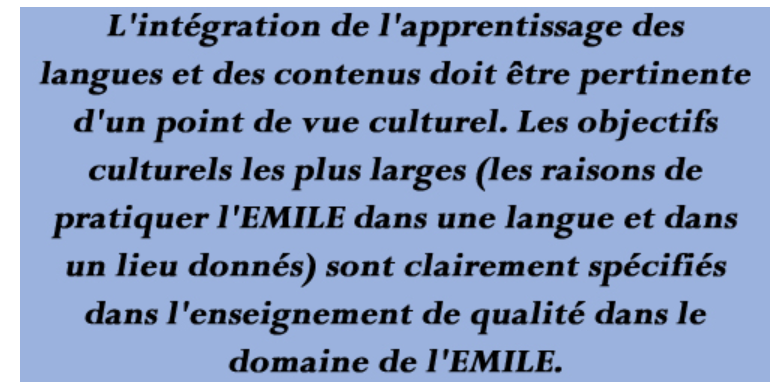 L'intégration de l'apprentissage des
langues et des contenus doit être pertinente
d'un point de vue culturel. Les objectifs
culturels les plus larges (les raisons de
pratiquer l'EMILE dans une langue et dans
un lieu donnés) sont clairement spécifiés
dans l'enseignement de qualité dans le
domaine de l'EMILE.